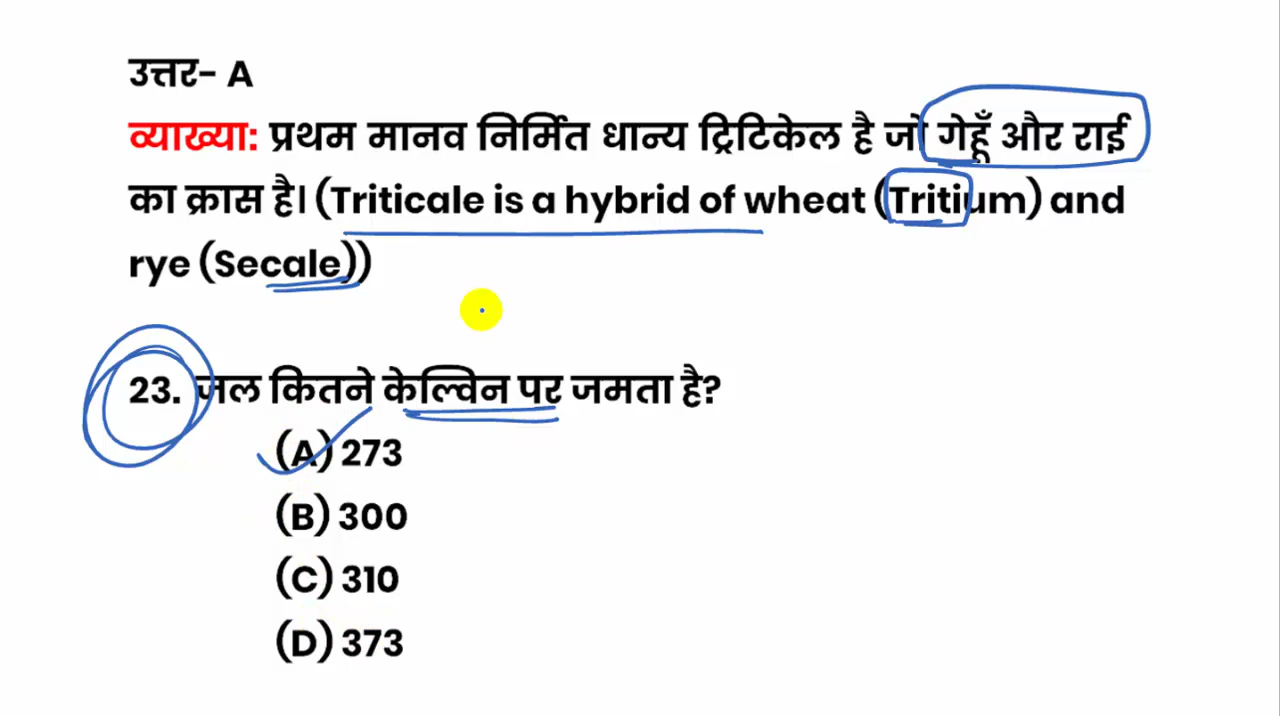 उत्तर- A
व्याख्या: प्रथम मानव निर्मित धान्य ट्रिटिकेल है जो गेहूँ और राई
का क्रास है। (Triticale is a hybrid of wheat (Tritium) and
rye (Secale))
23. जल कितने केल्विन पर जमता है?
(A) 273
(B) 300
(C) 310
(D) 373